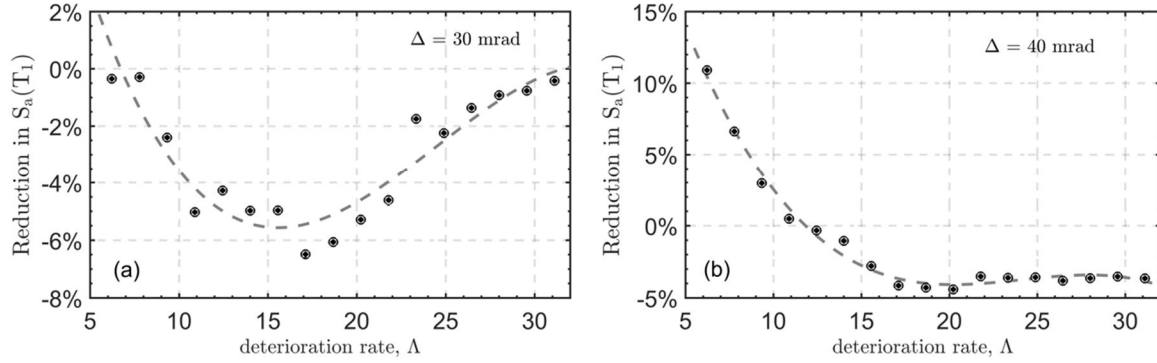 2%
0%
-2%
-4%
-6%
-8%
Reduction in Sa(T1)
Δ = 30 mrad
(a)
5 10 15 20 25 30
deterioration rate, Λ
15%
10%
5%
0%
-5%
Reduction in Sa(T1)
Δ = 40 mrad
(b)
5 10 15 20 25 30
deterioration rate, Λ